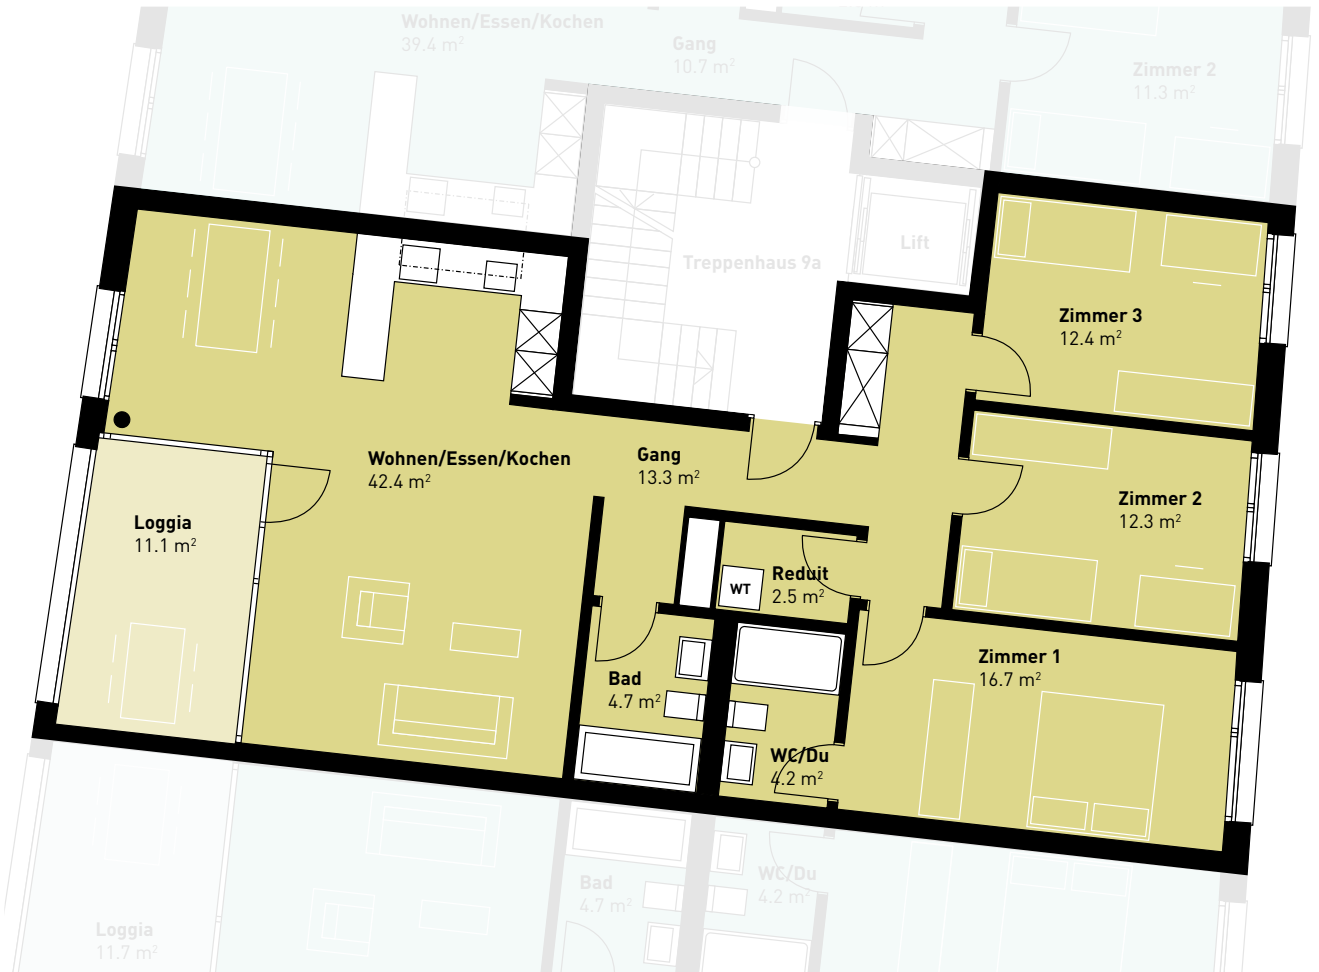 Wohnen/Essen/Kochen
39.4 m²
Gang
10.7 m²
Zimmer 2
11.3 m²
Lift
Treppenhaus 9a
Zimmer 3
12.4 m²
Wohnen/Essen/Kochen
42.4 m²
Gang
13.3 m²
Zimmer 2
12.3 m²
Loggia
11.1 m²
Reduit
2.5 m²
WT
Zimmer 1
16.7 m²
Bad
4.7 m²
WC/Du
4.2 m²
Bad
4.7 m²
WC/Du
4.2 m²
Loggia
11.7 m²